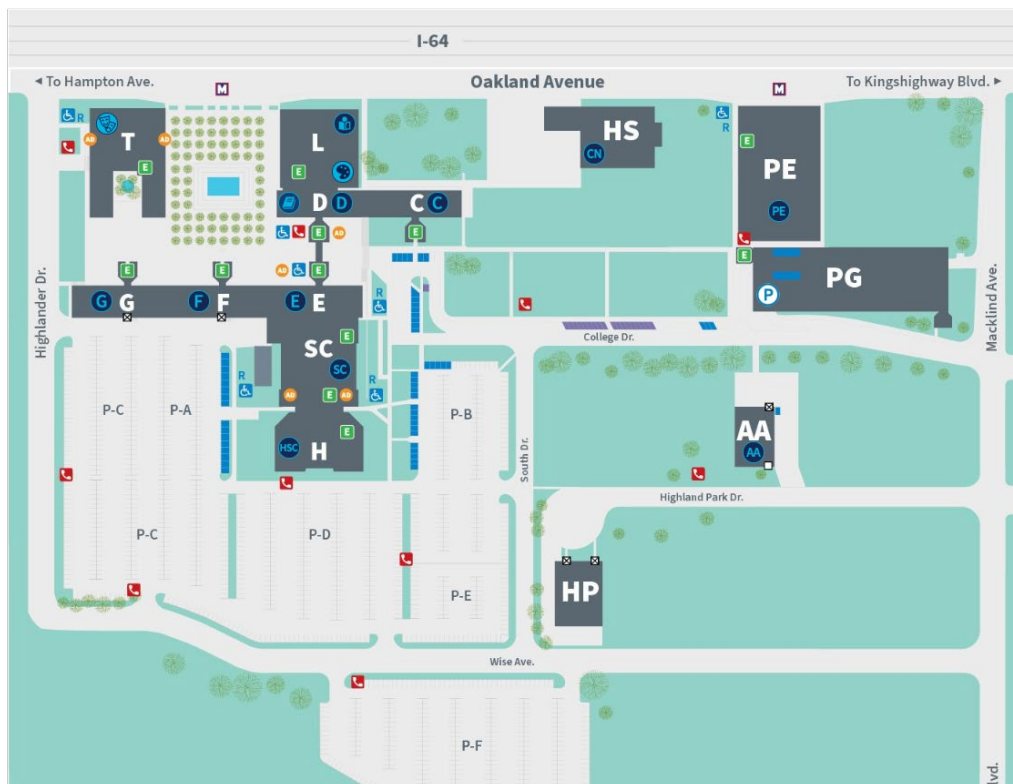 I-64
To Hampton Ave.
Oakland Avenue
To Kingshighway Blvd.
M
M
R
AD
T
AD
E
L
E
HS
CN
R
E
PE
PE
D
D
C
C
E
AD
E
AD
E
E
E
E
G
G
F
F
E
E
R
E
P
PG
Highlander Dr.
Macklind Ave.
College Dr.
SC
E
SC
R
R
AD
E
AD
P-C
P-A
P-B
HSC
H
E
South Dr.
AA
AA
Highland Park Dr.
P-C
P-D
P-E
HP
Wise Ave.
P-F
lvd.